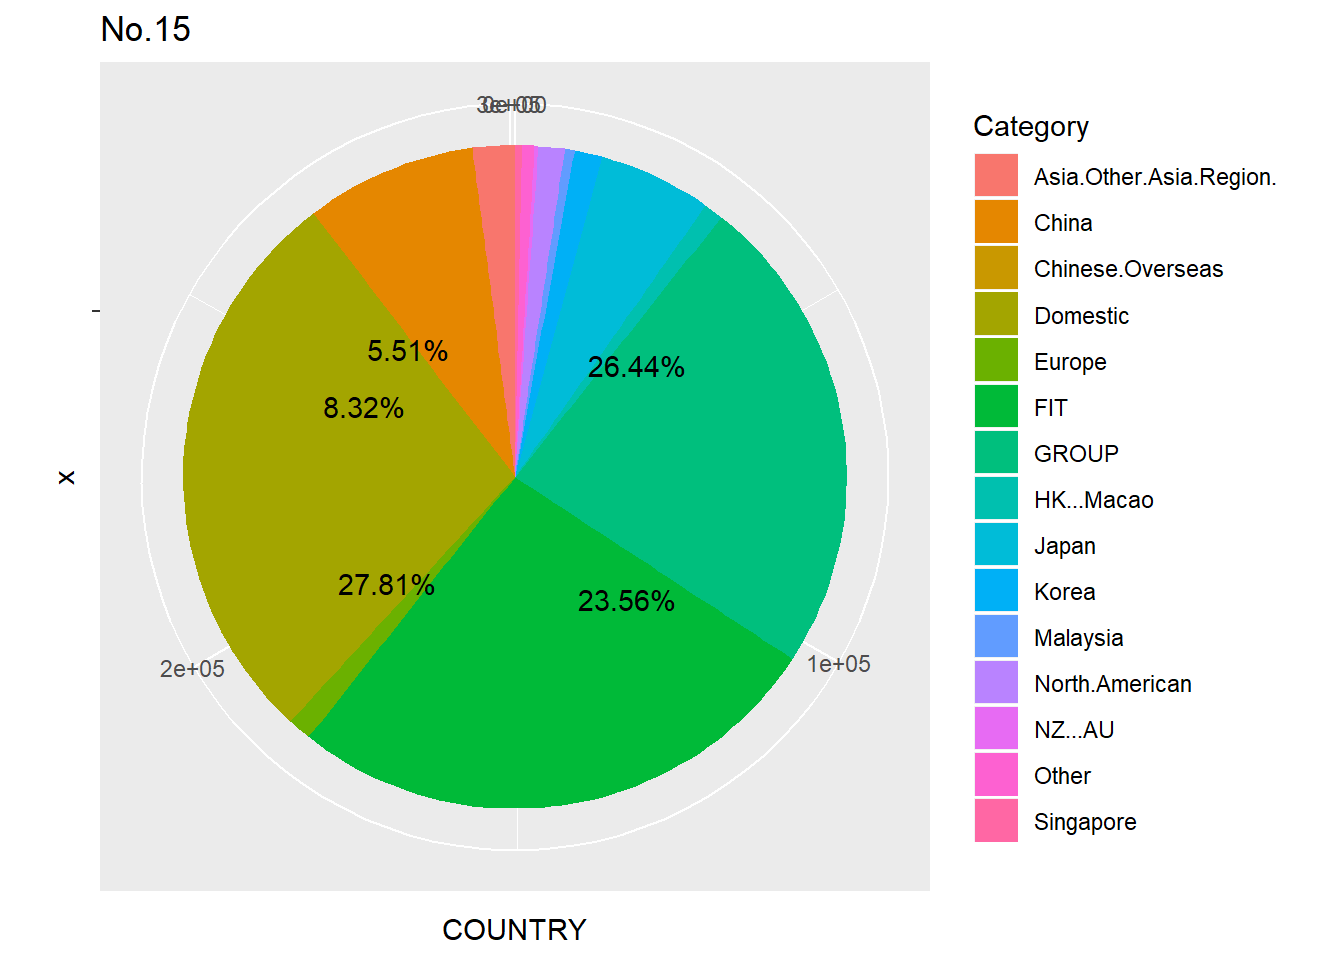 No.15
3e+05
0e+00
5.51%
26.44%
8.32%
x
27.81%
23.56%
2e+05
1e+05
COUNTRY
Category
Asia.Other.Asia.Region.
China
Chinese.Overseas
Domestic
Europe
FIT
GROUP
HK...Macao
Japan
Korea
Malaysia
North.American
NZ...AU
Other
Singapore